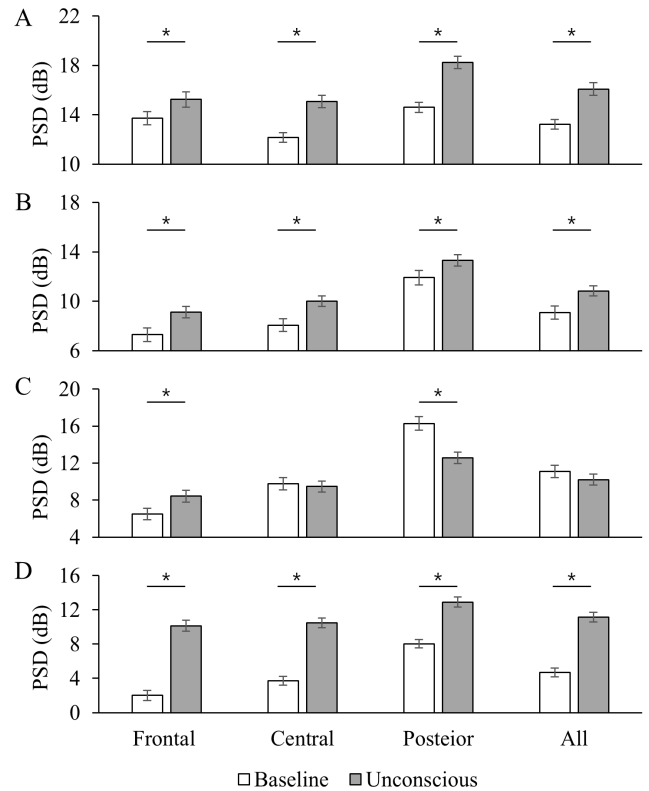 A
22
18
14
10
PSD (dB)
* * * *
B
18
14
10
6
PSD (dB)
* * * *
C
20
16
12
8
4
PSD (dB)
* *
D
16
12
8
4
0
PSD (dB)
* * * *
Frontal Central Posteior All
Baseline Unconscious